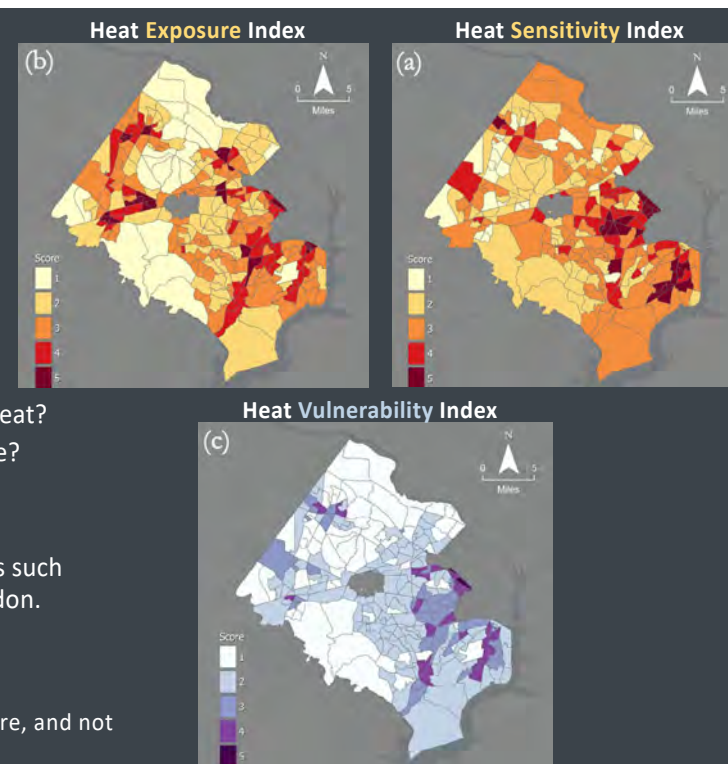 Heat Exposure Index
(b)
N
0 5
Miles
Score
1
2
3
4
5
Heat Sensitivity Index
(a)
N
0 5
Miles
Score
1
2
3
4
5
eat?
e?
s such
don.
re, and not
Heat Vulnerability Index
(c)
N
0 5
Miles
Score
1
2
3
4
5